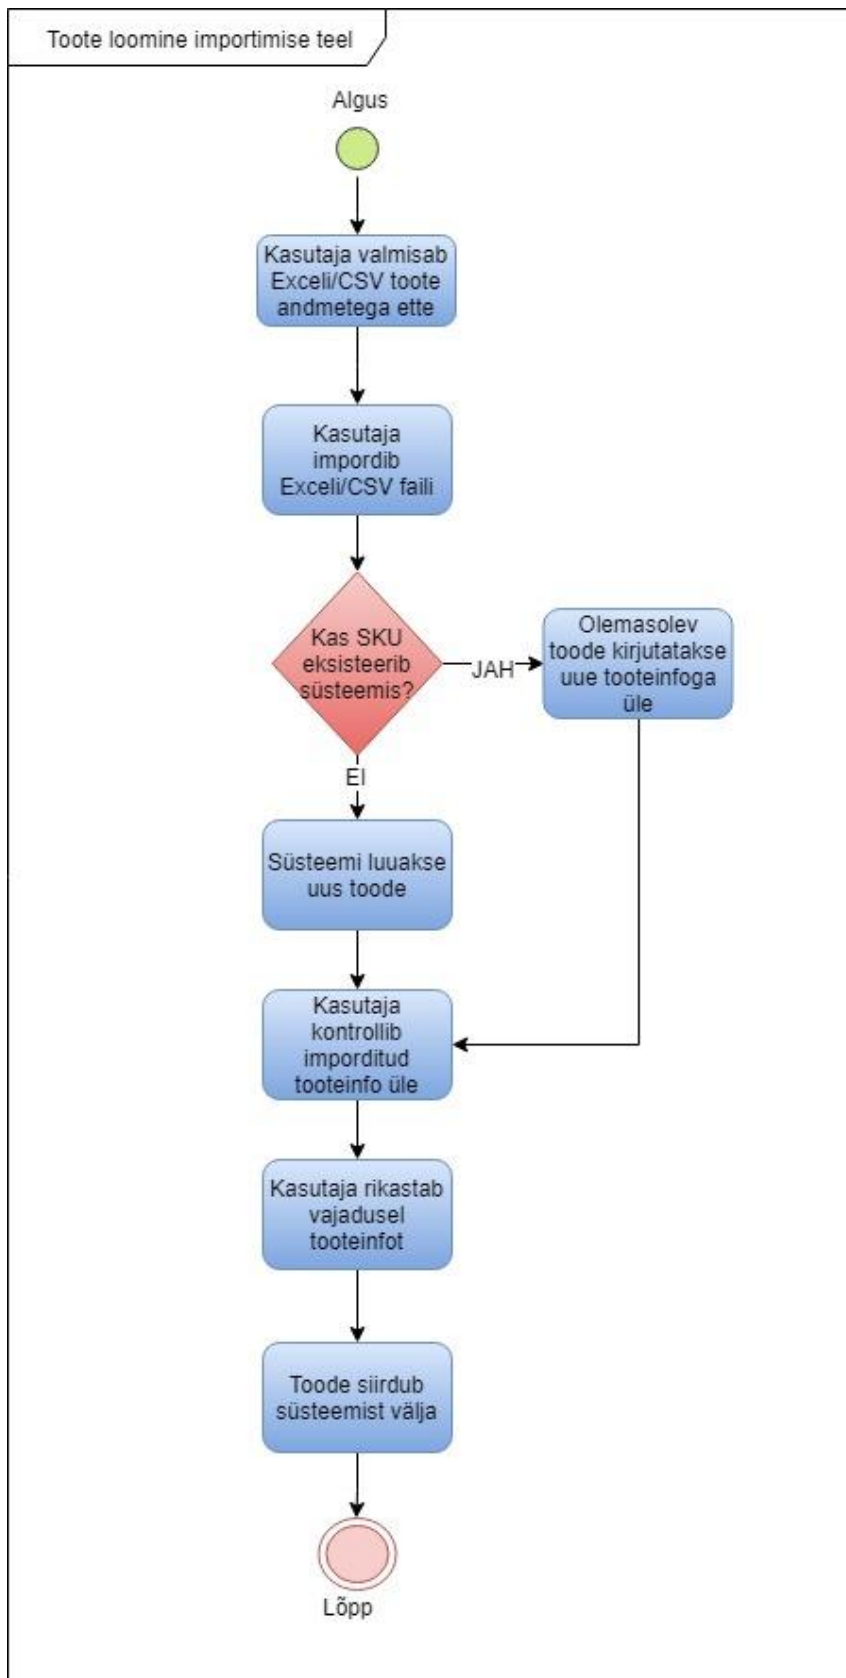 Toote loomine importimise teel
Algus
Kasutaja valmisab
Exceli/CSV toote
andmetega ette
Kasutaja
impordib
Exceli/CSV faili
Kas SKU
eksisteerib
süsteemis?
JAH
Olemasolev
toode kirjutatakse
uue tooteinfoga
üle
EI
Süsteemi luuakse
uus toode
Kasutaja
kontrollib
imporditud
tooteinfo üle
Kasutaja rikastab
vajadusel
tooteinfot
Toode siirdub
süsteemist välja
Lõpp